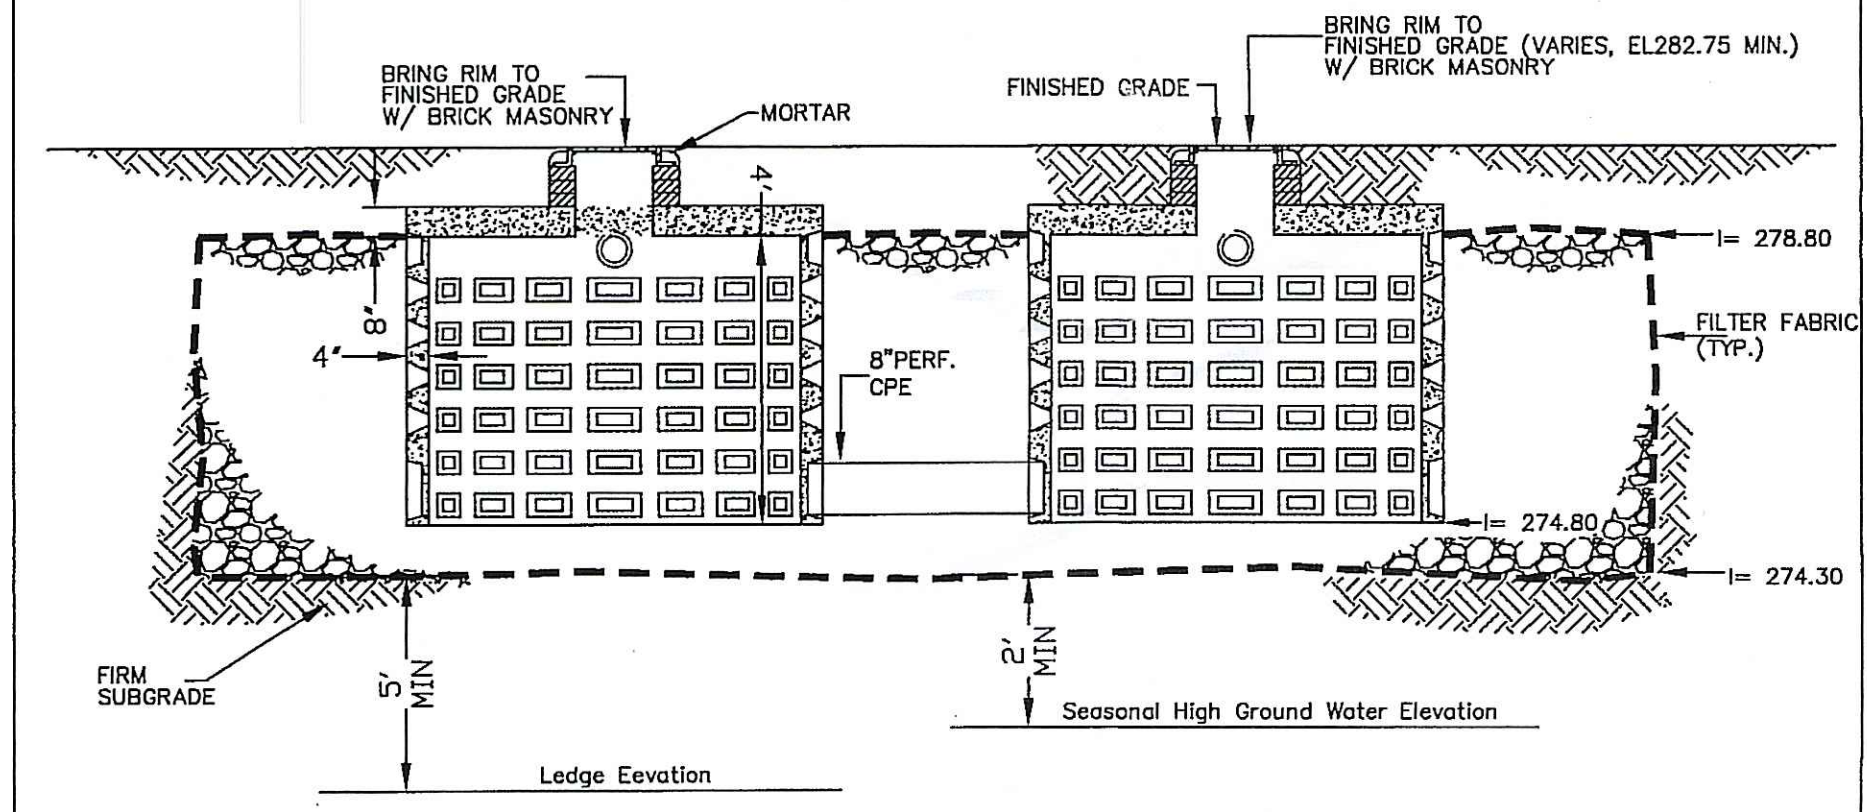 BRING RIM TO
FINISHED GRADE (VARIES, EL282.75 MIN.)
W/ BRICK MASONRY
BRING RIM TO
FINISHED GRADE
W/ BRICK MASONRY
MORTAR
FINISHED GRADE
4'
I= 278.80
8"
4"
8"PERF.
CPE
FILTER FABRIC
(TYP.)
I= 274.80
I= 274.30
FIRM
SUBGRADE
5'
MIN
2'
MIN
Seasonal High Ground Water Elevation
Ledge Eevation